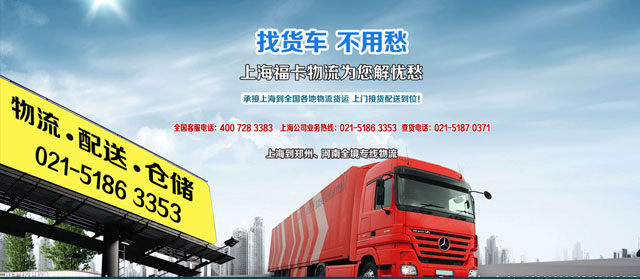 找货车 不用愁
上海福卡物流为您解忧愁
承接上海到全国各地物流货运 上门接货配送到位!
全国客服电话:400 728 3383 上海公司业务热线:021-5186 3353 查货电话:021-5187 0371
上海到郑州、河南全境专线物流
物流·配送·仓储
021-5186 3353